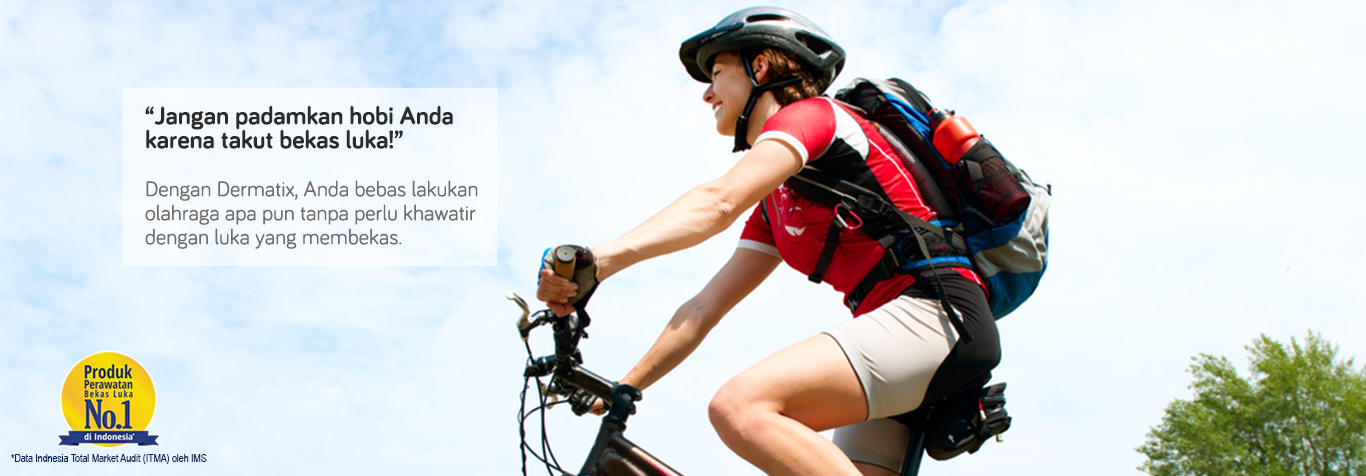 “Jangan padamkan hobi Anda
karena takut bekas luka!”
Dengan Dermatix, Anda bebas lakukan
olahraga apa pun tanpa perlu khawatir
dengan luka yang membekas.
Produk
Perawatan
Bekas Luka
No.1
di Indonesia*
*Data Indnesia Total Market Audit (ITMA) oleh IMS